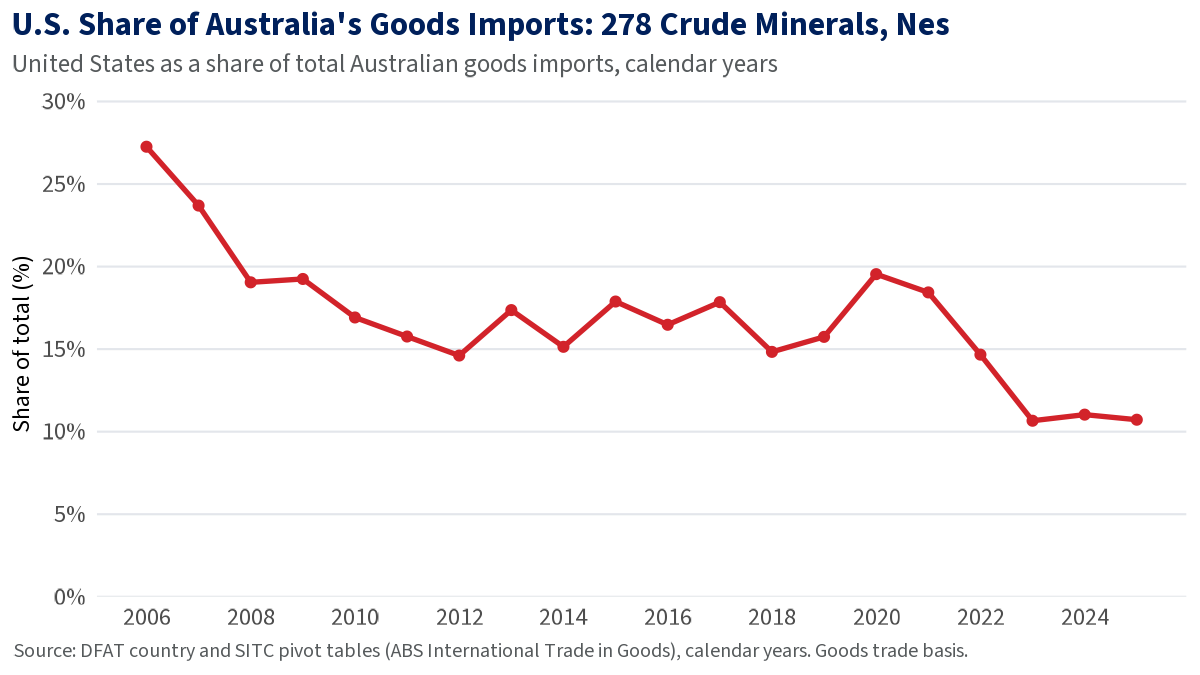 U.S. Share of Australia's Goods Imports: 278 Crude Minerals, Nes
United States as a share of total Australian goods imports, calendar years
30%
25%
20%
15%
10%
5%
0%
Share of total (%)
2006 2008 2010 2012 2014 2016 2018 2020 2022 2024
Source: DFAT country and SITC pivot tables (ABS International Trade in Goods), calendar years. Goods trade basis.